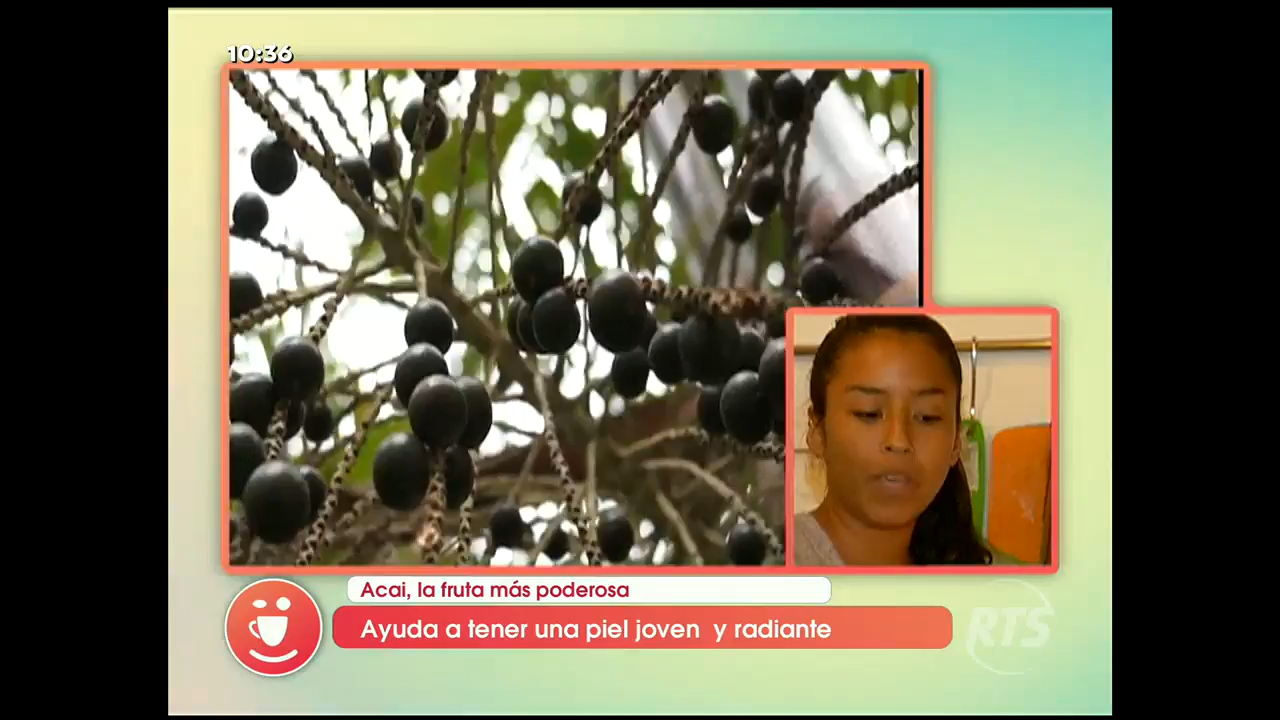 10:36
Acai, la fruta más poderosa
Ayuda a tener una piel joven y radiante
RTS